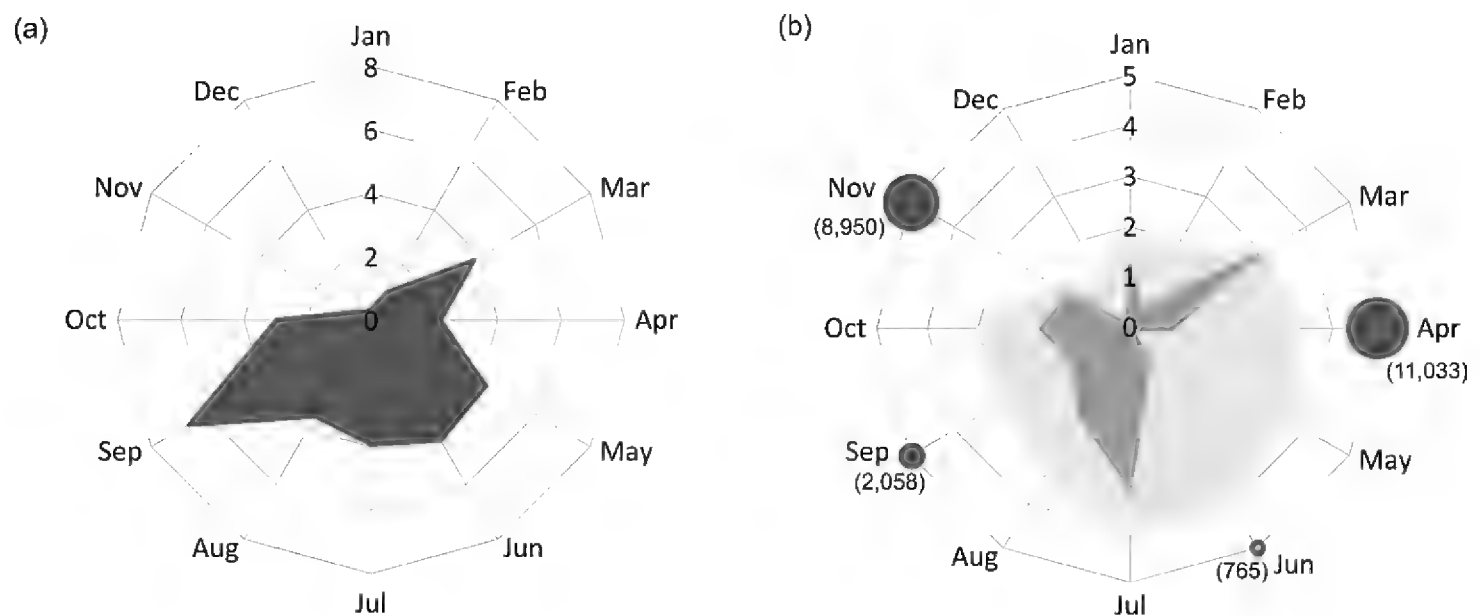 (a)
Jan
8
Dec
Feb
6
Nov
4
Mar
2
Oct
0
Apr
Sep
May
Aug
Jun
Jul
(b)
Jan
5
Dec
Feb
4
Nov
3
Mar
(8,950)
2
1
Oct
0
Apr
(11,033)
Sep
May
(2,058)
Aug
(765)
Jun
Jul